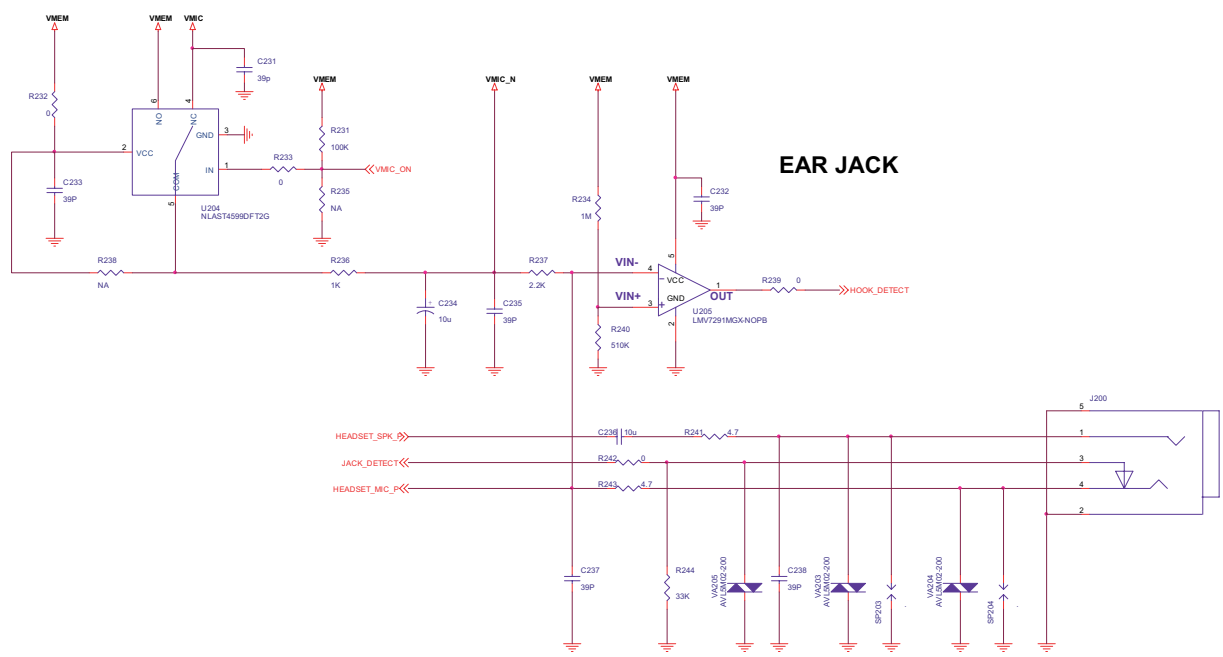 VMEM
VMEM
VMIC
C231
39p
R232
0
6
4
NO
NC
GND
3
2
VCC
IN
1
COM
5
U204
NLAST4599DFT2G
C233
39P
R233
0
VMEM
R231
100K
VMIC_ON
R235
NA
R238
NA
R236
1K
VMIC_N
C234
10u
C235
39P
R237
2.2K
VMEM
VMEM
R234
1M
C232
39P
EAR JACK
VIN-
4
5
VCC
1
OUT
GND
VIN+
3
2
U205
LMV7291MGX-NOPB
R239
0
HOOK_DETECT
R240
510K
HEADSET_SPK_P
C236
10u
R241
4.7
JACK_DETECT
R242
0
HEADSET_MIC_P
R243
4.7
J200
5
1
3
4
2
C237
39P
R244
33K
VA205
AVL5M02-200
C238
39P
VA203
AVL5M02-200
SP203
VA204
AVL5M02-200
SP204